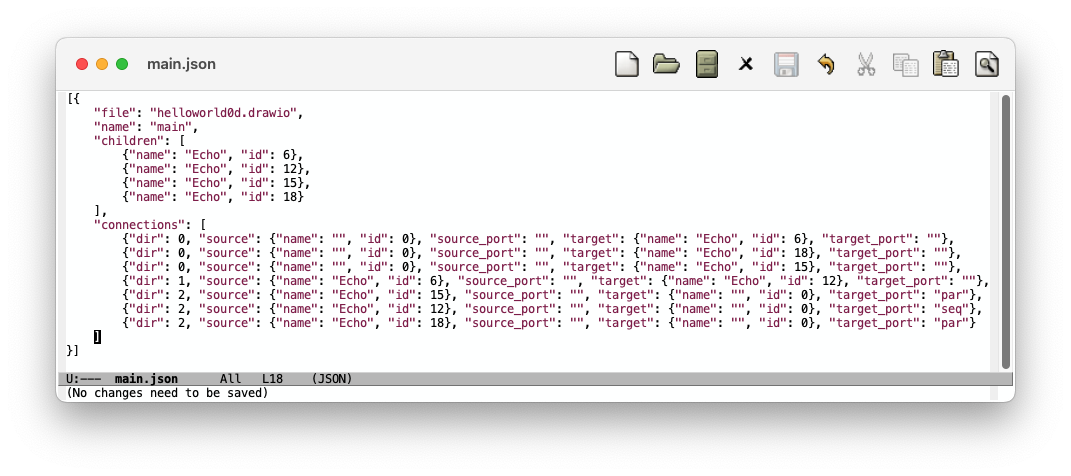 main.json
[{
    "file": "helloworld0d.drawio",
    "name": "main",
    "children": [
        {"name": "Echo", "id": 6},
        {"name": "Echo", "id": 12},
        {"name": "Echo", "id": 15},
        {"name": "Echo", "id": 18}
    ],
    "connections": [
        {"dir": 0, "source": {"name": "", "id": 0}, "source_port": "", "target": {"name": "Echo", "id": 6}, "target_port": ""},
        {"dir": 0, "source": {"name": "", "id": 0}, "source_port": "", "target": {"name": "Echo", "id": 18}, "target_port": ""},
        {"dir": 0, "source": {"name": "", "id": 0}, "source_port": "", "target": {"name": "Echo", "id": 15}, "target_port": ""},
        {"dir": 1, "source": {"name": "Echo", "id": 6}, "source_port": "", "target": {"name": "Echo", "id": 12}, "target_port": ""},
        {"dir": 2, "source": {"name": "Echo", "id": 15}, "source_port": "", "target": {"name": "", "id": 0}, "target_port": "par"},
        {"dir": 2, "source": {"name": "Echo", "id": 12}, "source_port": "", "target": {"name": "", "id": 0}, "target_port": "seq"},
        {"dir": 2, "source": {"name": "Echo", "id": 18}, "source_port": "", "target": {"name": "", "id": 0}, "target_port": "par"}
    ]
}]
U:---  main.json      All   L18    (JSON)
(No changes need to be saved)